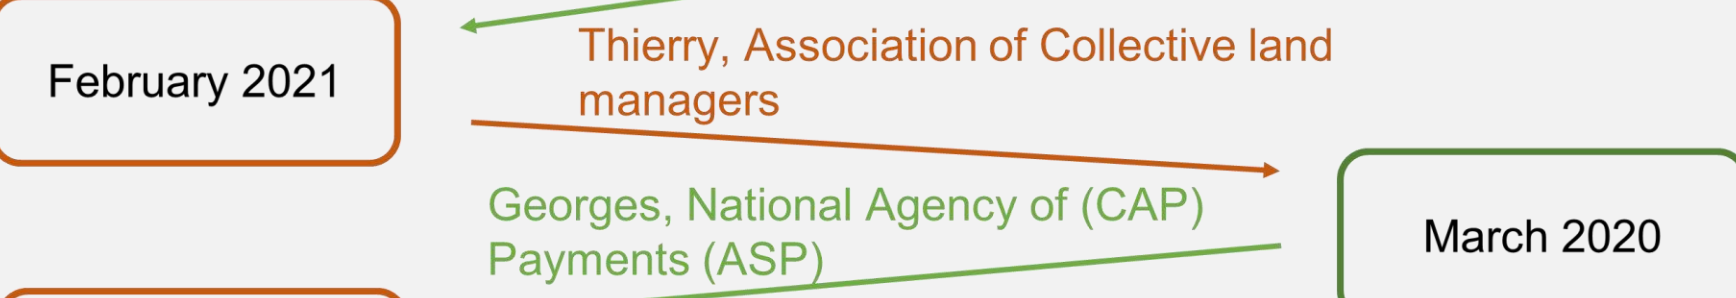 February 2021
Thierry, Association of Collective land
managers
Georges, National Agency of (CAP)
Payments (ASP)
March 2020